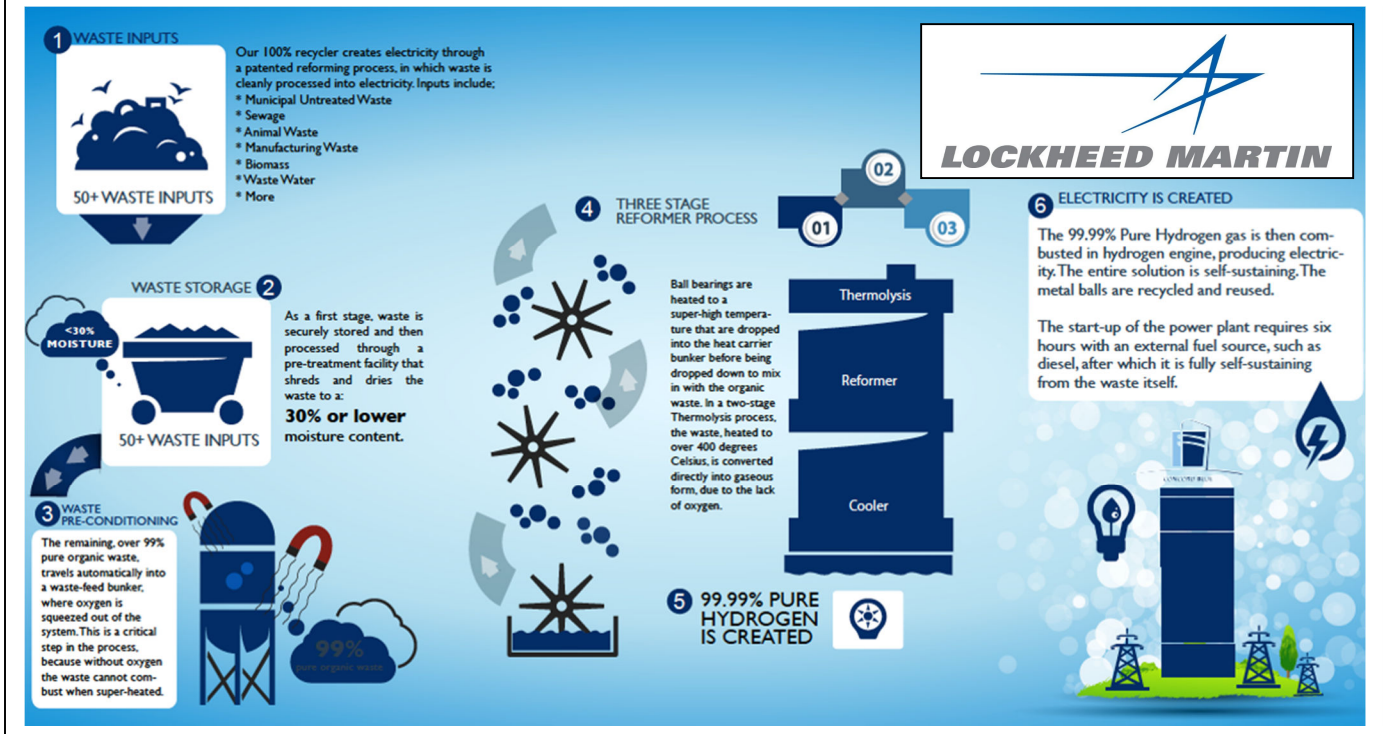 1 WASTE INPUTS
50+ WASTE INPUTS
Our 100% recycler creates electricity through
a patented reforming process, in which waste is
cleanly processed into electricity. Inputs include;
* Municipal Untreated Waste
* Sewage
* Animal Waste
* Manufacturing Waste
* Biomass
* Waste Water
* More
WASTE STORAGE 2
<30%
MOISTURE
50+ WASTE INPUTS
As a first stage, waste is
securely stored and then
processed through a
pre-treatment facility that
shreds and dries the
waste to a:
30% or lower
moisture content.
3 WASTE
PRE-CONDITIONING
The remaining, over 99%
pure organic waste,
travels automatically into
a waste-feed bunker,
where oxygen is
squeezed out of the
system. This is a critical
step in the process,
because without oxygen
the waste cannot com-
bust when super-heated.
99%
pure organic waste
4 THREE STAGE
REFORMER PROCESS
01
02
03
Ball bearings are
heated to a
super-high tempera-
ture that are dropped
into the heat carrier
bunker before being
dropped down to mix
in with the organic
waste. In a two-stage
Thermolysis process,
the waste, heated to
over 400 degrees
Celsius, is converted
directly into gaseous
form, due to the lack
of oxygen.
Thermolysis
Reformer
Cooler
5 99.99% PURE
HYDROGEN
IS CREATED
LOCKHEED MARTIN
6 ELECTRICITY IS CREATED
The 99.99% Pure Hydrogen gas is then com-
busted in hydrogen engine, producing electric-
ity. The entire solution is self-sustaining. The
metal balls are recycled and reused.
The start-up of the power plant requires six
hours with an external fuel source, such as
diesel, after which it is fully self-sustaining
from the waste itself.
CONCORD BLUE